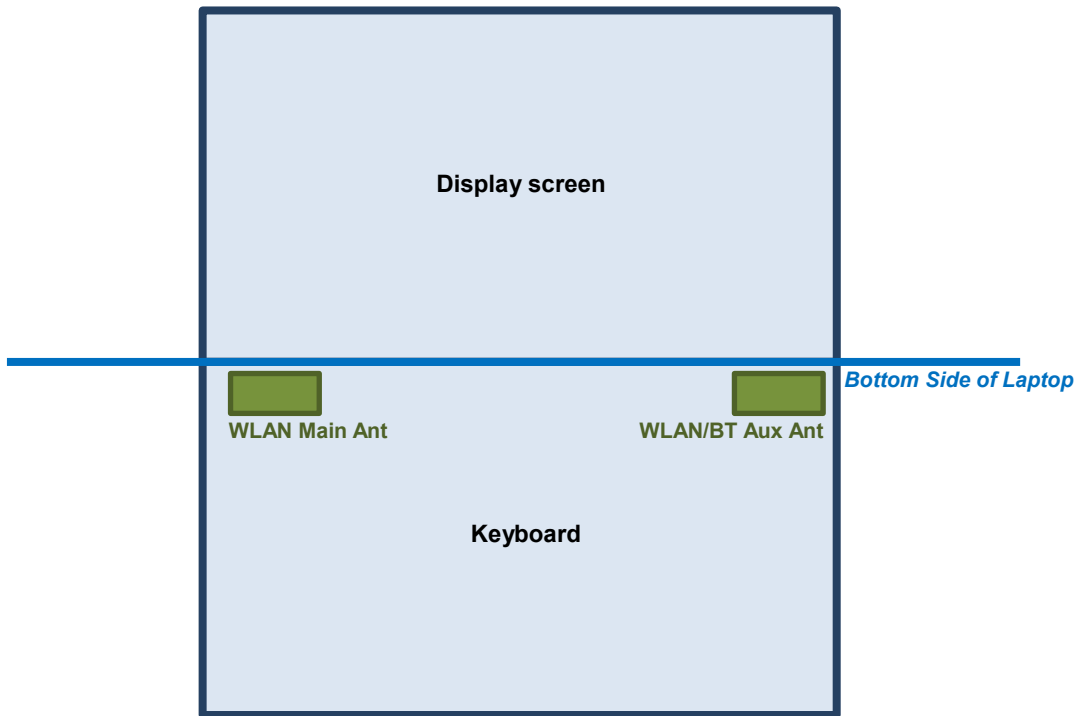 Display screen
Bottom Side of Laptop
WLAN Main Ant
WLAN/BT Aux Ant
Keyboard